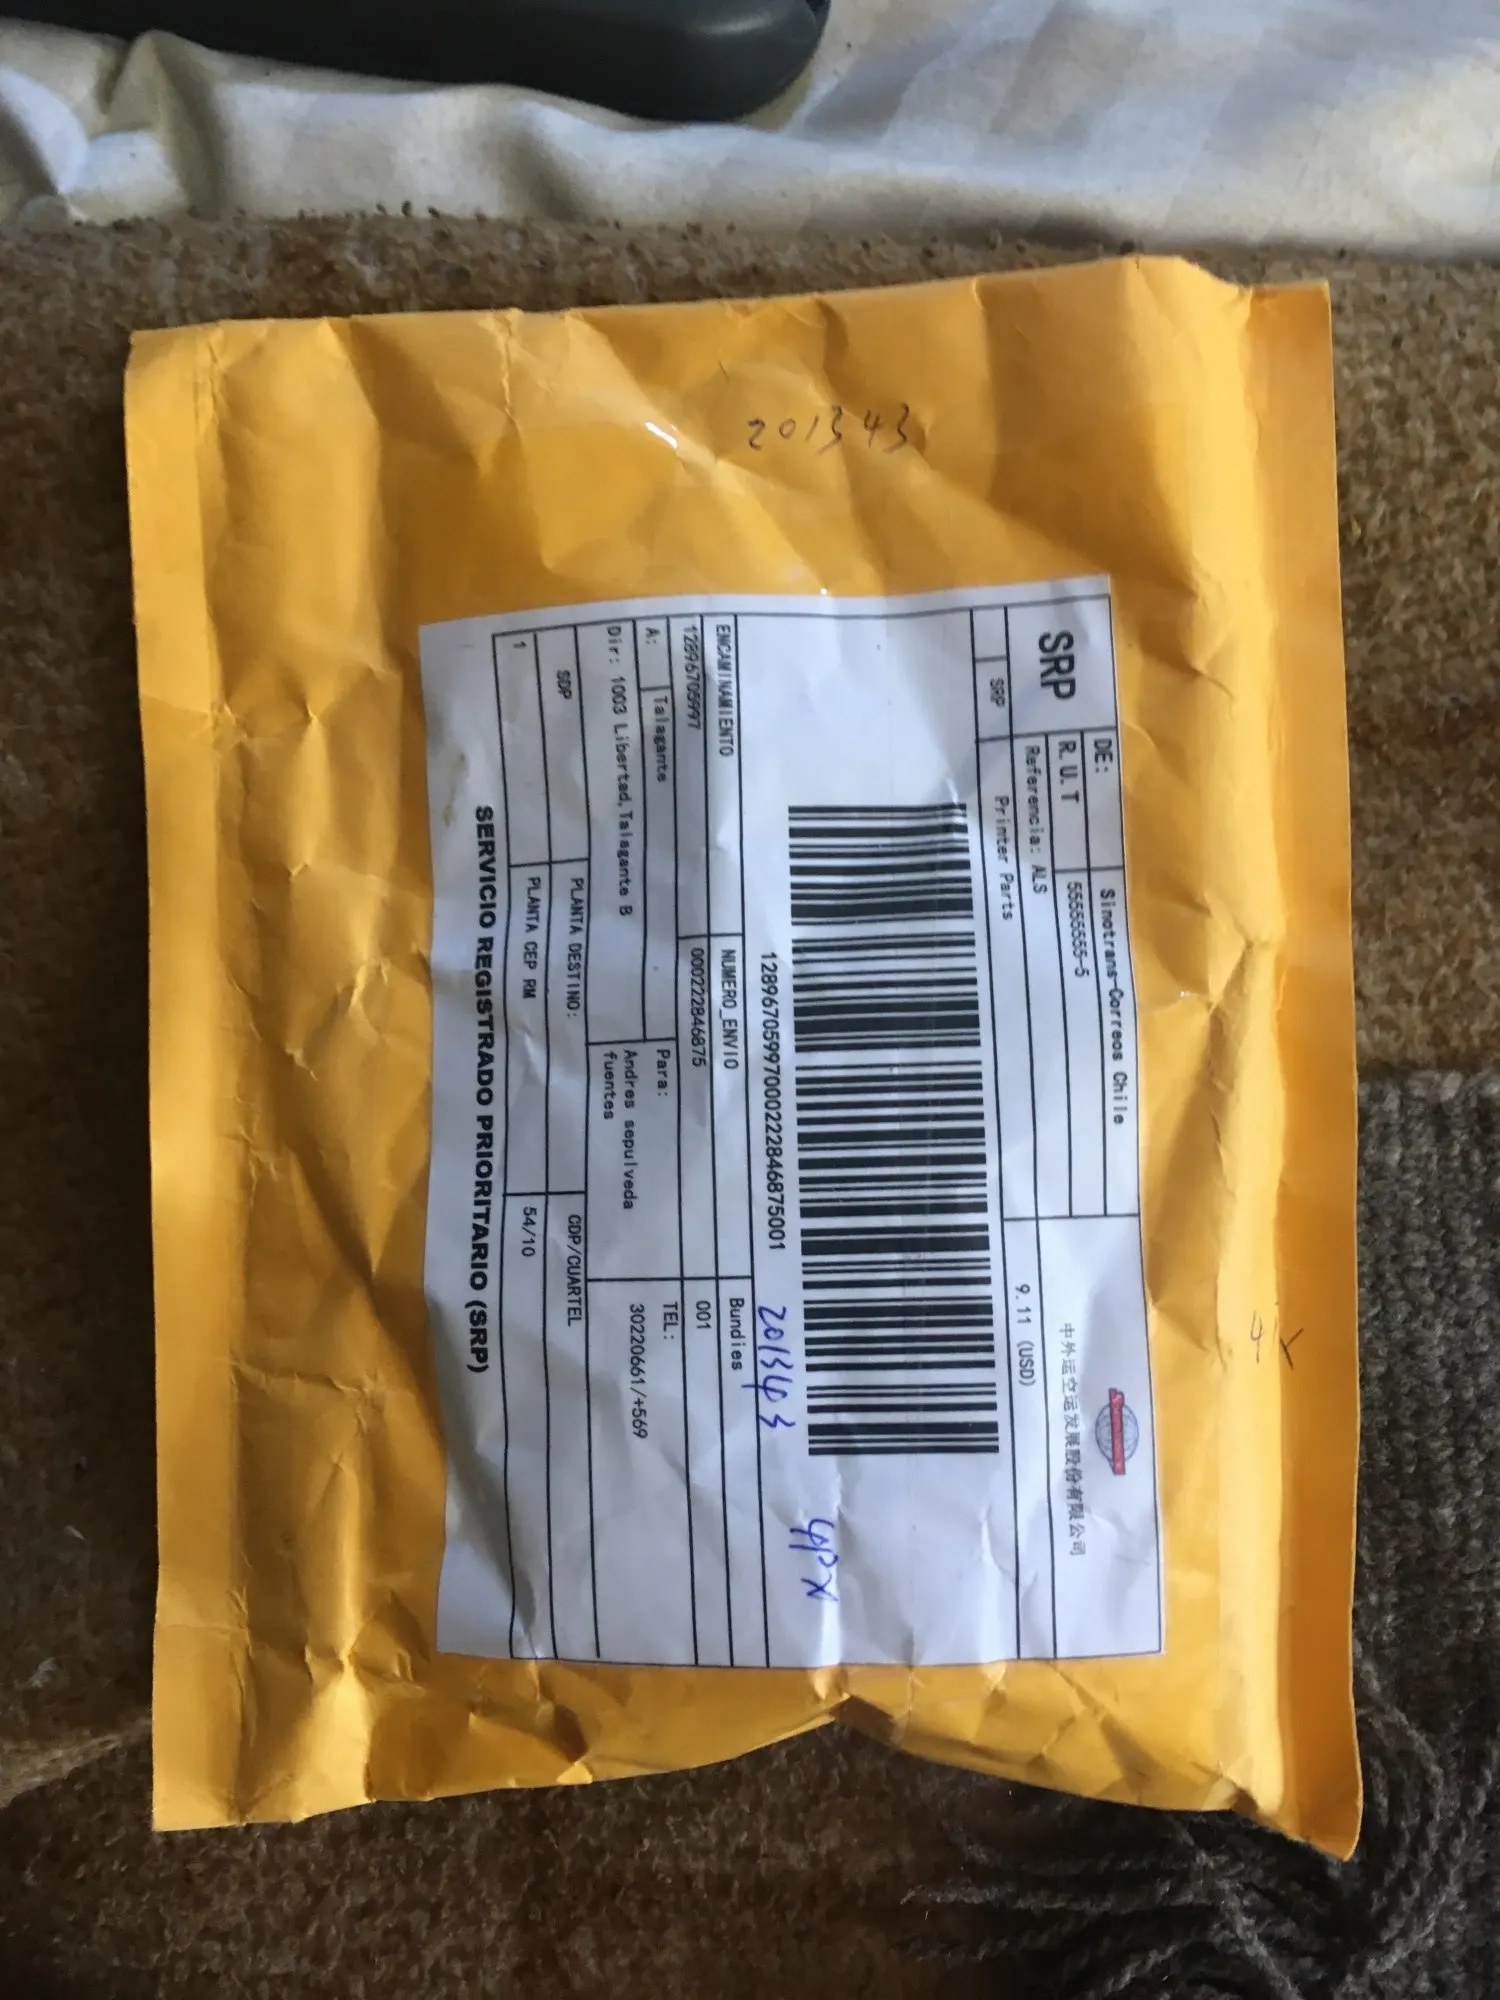 201343
SRP
DE:
Sinotrans-Correos Chile
R.U.T
55555555-5
Referencia: ALS
中外运空运发展股份有限公司
SRP
Printer Parts
9.11 (USD)
12896705997000222846875001
201343
4PX
ENCAMINAMIENTO
NUMERO_ENVIO
Bundies
12896705997
000222846875
001
A:
Talagante
Para:
TEL:
Dir: 1003 Libertad,Talagante B
Andres sepulveda
fuentes
30220661/+569
SDP
PLANTA DESTINO:
CDP/CUARTEL
1
PLANTA CEP RM
54/10
SERVICIO REGISTRADO PRIORITARIO (SRP)